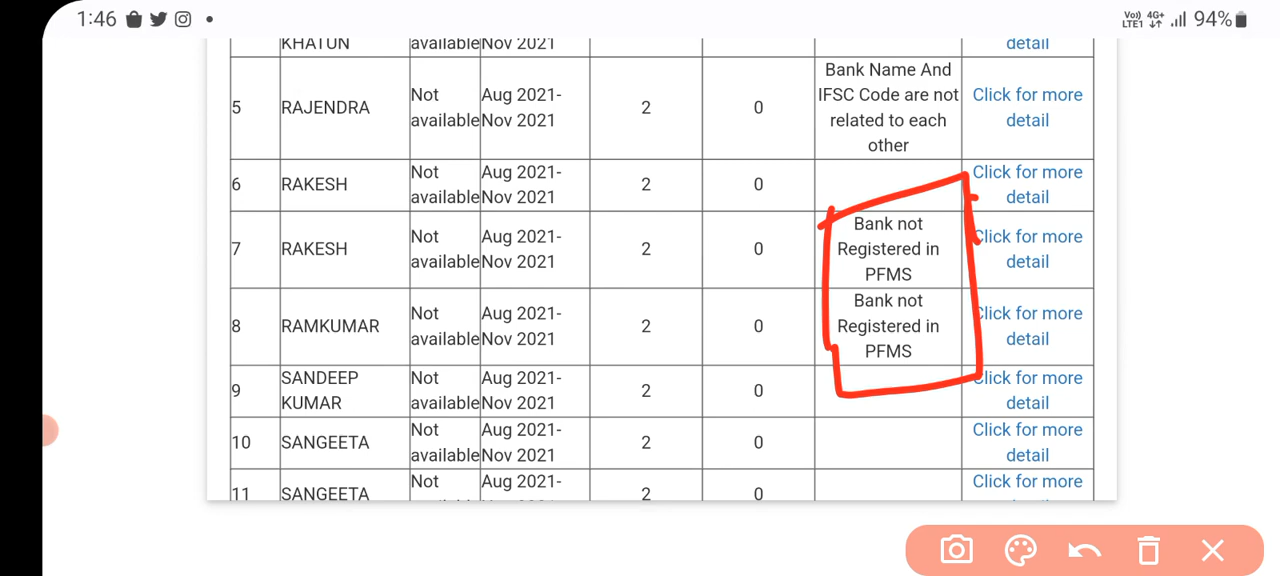 1:46
Vo)) 4G+
LTE1
94%
KHATUN available Nov 2021 detail
5 RAJENDRA Not available Aug 2021-Nov 2021 2 0 Bank Name And IFSC Code are not related to each other Click for more detail
6 RAKESH Not available Aug 2021-Nov 2021 2 0 Click for more detail
7 RAKESH Not available Aug 2021-Nov 2021 2 0 Bank not Registered in PFMS Click for more detail
8 RAMKUMAR Not available Aug 2021-Nov 2021 2 0 Bank not Registered in PFMS Click for more detail
9 SANDEEP KUMAR Not available Aug 2021-Nov 2021 2 0 Click for more detail
10 SANGEETA Not available Aug 2021-Nov 2021 2 0 Click for more detail
11 SANGEETA Not Aug 2021- 2 0 Click for more